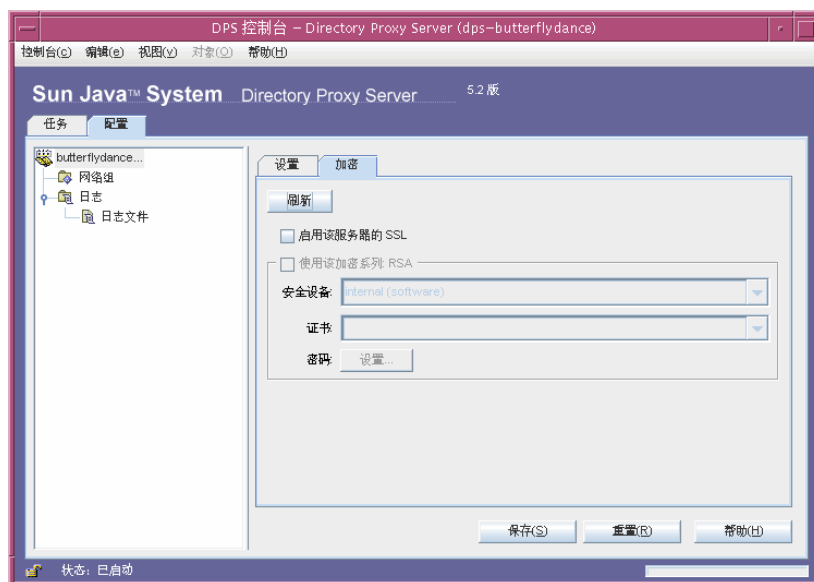 DPS 控制台 – Directory Proxy Server (dps-butterflydance)
控制台(C) 编辑(e) 视图(V) 对象(O) 帮助(H)
Sun Java™ System Directory Proxy Server 5.2 版
任务 配置
butterflydance...
网络组
日志
日志文件
设置 加密
刷新
启用该服务器的 SSL
使用该加密系列: RSA
安全设备: internal (software)
证书:
密码: 设置...
保存(S) 重置(R) 帮助(H)
状态: 已启动